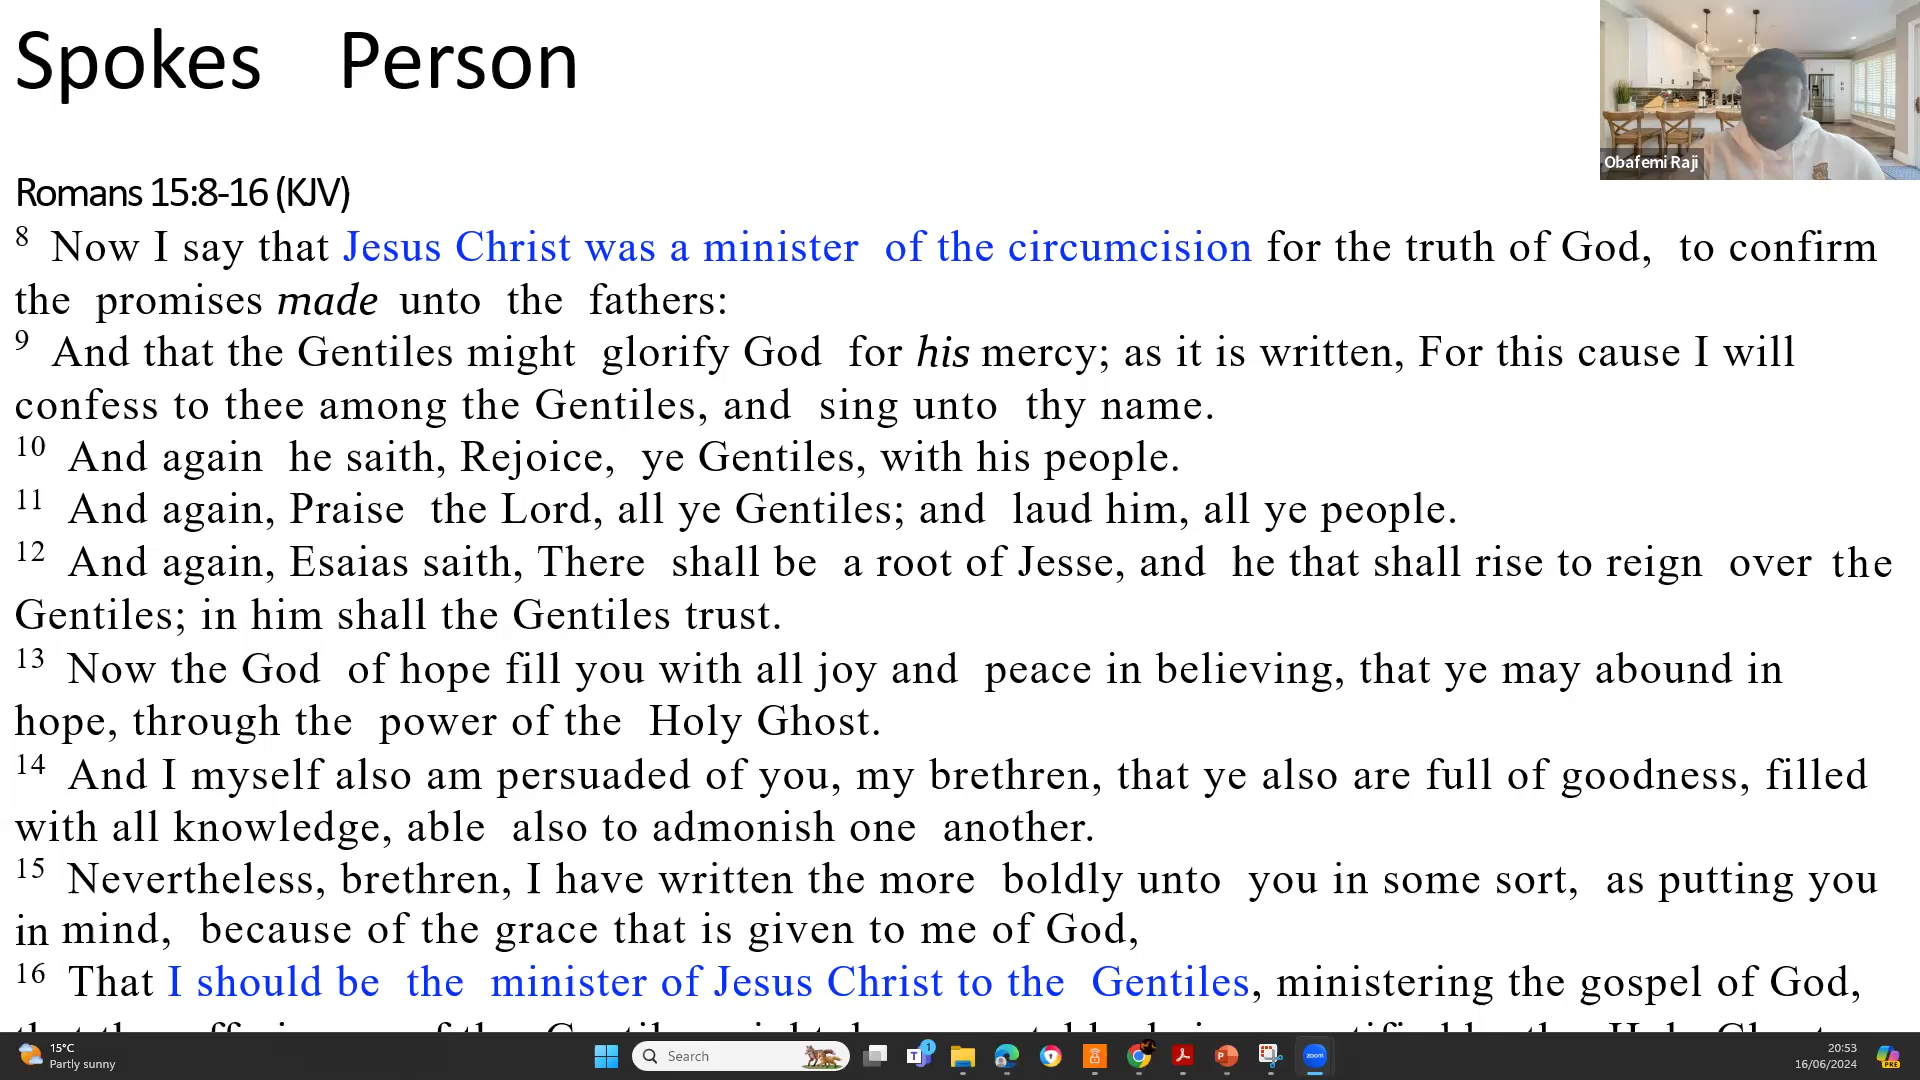 Spokes Person
Obafemi Raji
Romans 15:8-16 (KJV)
8 Now I say that Jesus Christ was a minister of the circumcision for the truth of God, to confirm
the promises made unto the fathers:
9 And that the Gentiles might glorify God for his mercy; as it is written, For this cause I will
confess to thee among the Gentiles, and sing unto thy name.
10 And again he saith, Rejoice, ye Gentiles, with his people.
11 And again, Praise the Lord, all ye Gentiles; and laud him, all ye people.
12 And again, Esaias saith, There shall be a root of Jesse, and he that shall rise to reign over the
Gentiles; in him shall the Gentiles trust.
13 Now the God of hope fill you with all joy and peace in believing, that ye may abound in
hope, through the power of the Holy Ghost.
14 And I myself also am persuaded of you, my brethren, that ye also are full of goodness, filled
with all knowledge, able also to admonish one another.
15 Nevertheless, brethren, I have written the more boldly unto you in some sort, as putting you
in mind, because of the grace that is given to me of God,
16 That I should be the minister of Jesus Christ to the Gentiles, ministering the gospel of God,
15°C
Partly sunny
Search
1
zoom
20:53
16/06/2024
PRE